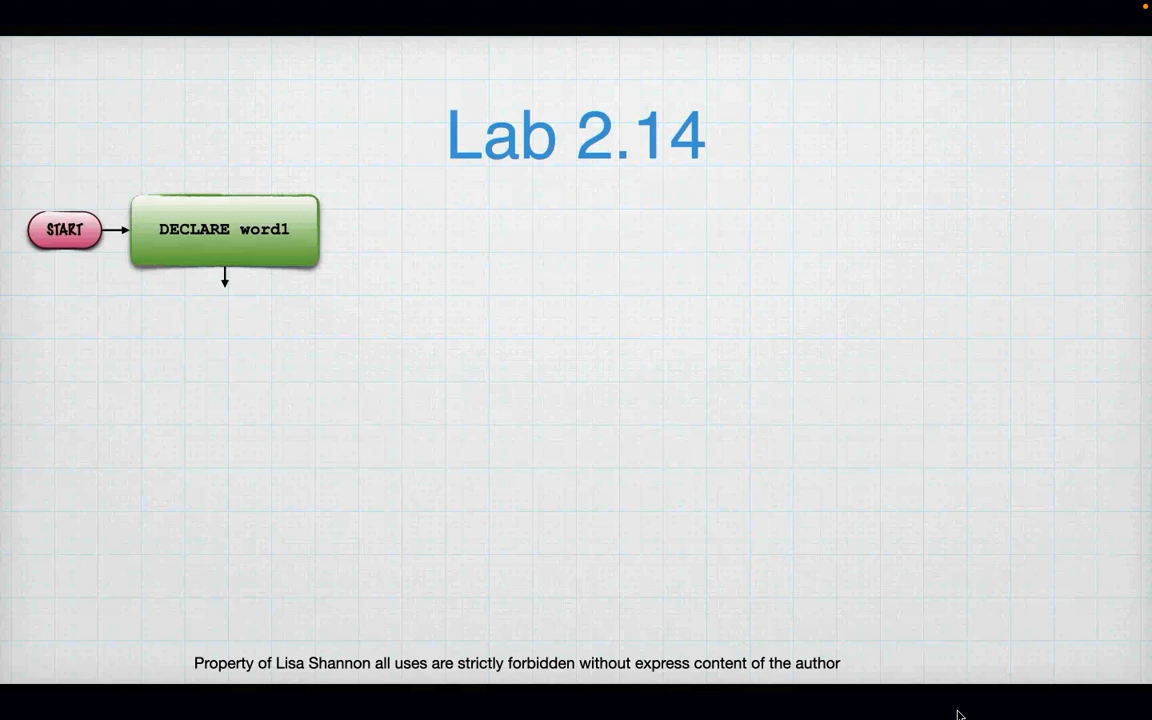 Lab 2.14
START
DECLARE word1
Property of Lisa Shannon all uses are strictly forbidden without express content of the author